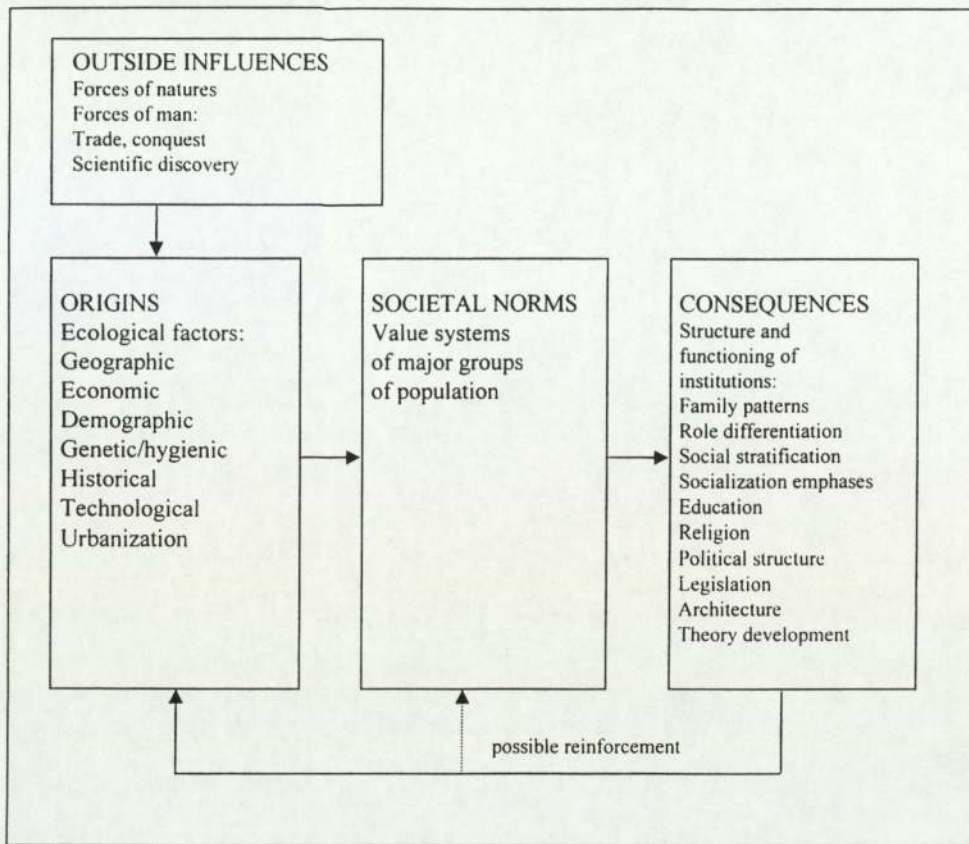 OUTSIDE INFLUENCES
Forces of natures
Forces of man:
Trade, conquest
Scientific discovery
ORIGINS
Ecological factors:
Geographic
Economic
Demographic
Genetic/hygienic
Historical
Technological
Urbanization
SOCIETAL NORMS
Value systems
of major groups
of population
CONSEQUENCES
Structure and
functioning of
institutions:
Family patterns
Role differentiation
Social stratification
Socialization emphases
Education
Religion
Political structure
Legislation
Architecture
Theory development
possible reinforcement